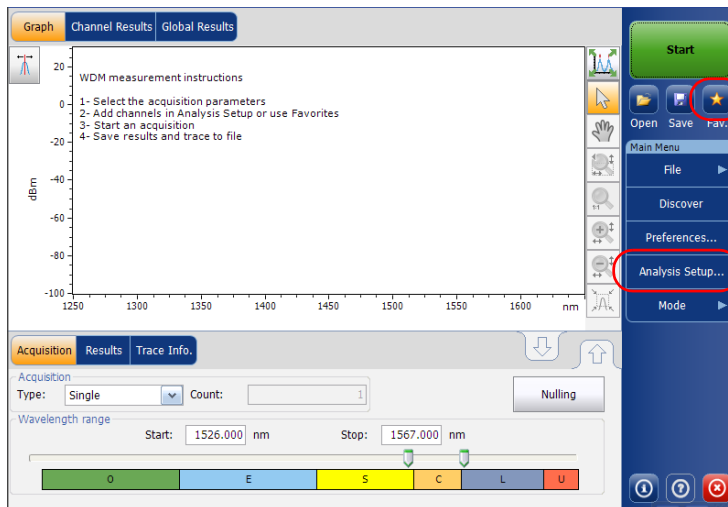 Graph Channel Results Global Results
Start
WDM measurement instructions
1- Select the acquisition parameters
2- Add channels in Analysis Setup or use Favorites
3- Start an acquisition
4- Save results and trace to file
20
0
-20
-40
-60
-80
-100
dBm
1250 1300 1350 1400 1450 1500 1550 1600 nm
1:1
Open Save Fav.
Main Menu
File
Discover
Preferences...
Analysis Setup...
Mode
Acquisition Results Trace Info.
Acquisition
Type: Single Count: 1
Nulling
Wavelength range
Start: 1526.000 nm Stop: 1567.000 nm
O E S C L U